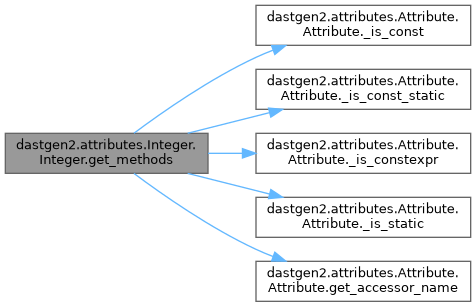 dastgen2.attributes.Attribute.
Attribute._is_const
dastgen2.attributes.Attribute.
Attribute._is_const_static
dastgen2.attributes.Integer.
Integer.get_methods
dastgen2.attributes.Attribute.
Attribute._is_constexpr
dastgen2.attributes.Attribute.
Attribute._is_static
dastgen2.attributes.Attribute.
Attribute.get_accessor_name